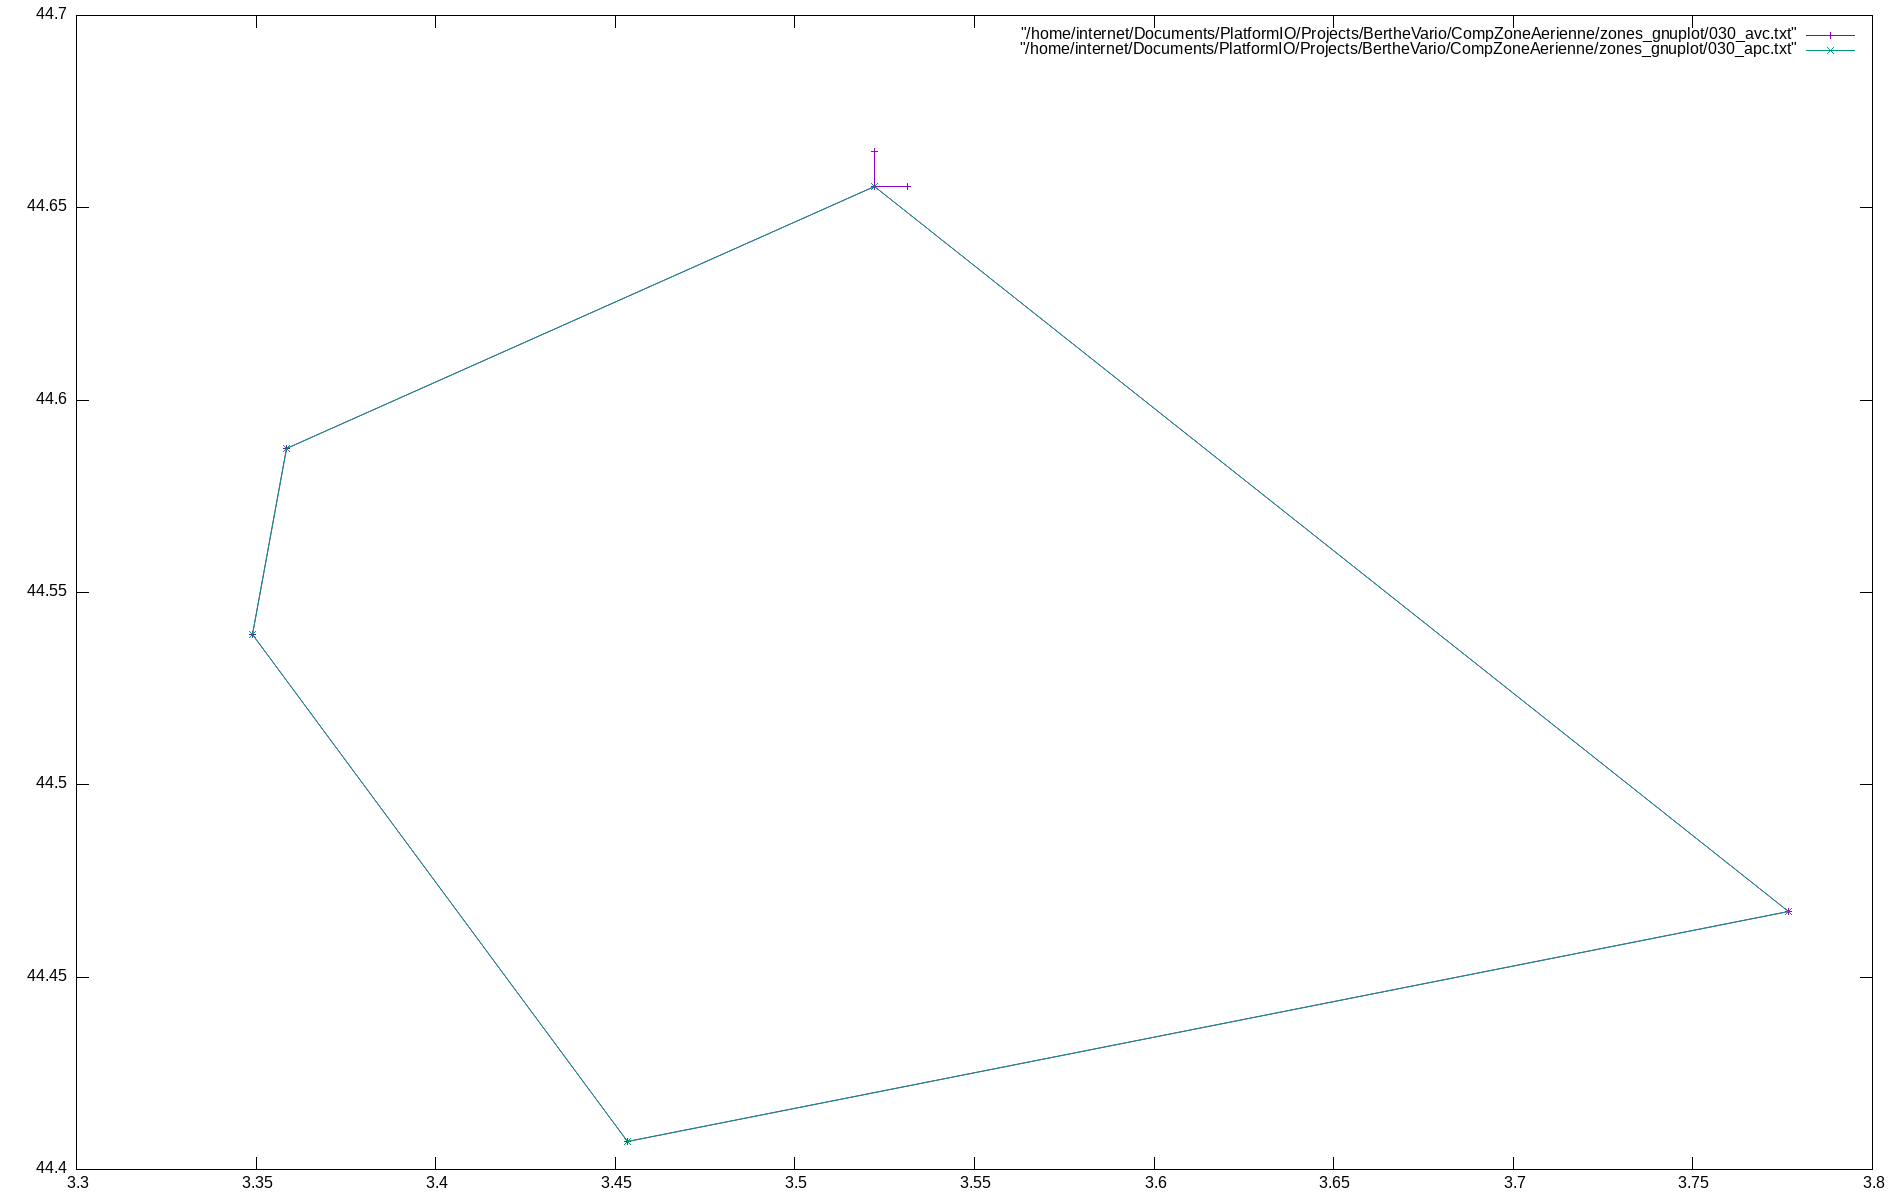 "/home/internet/Documents/PlatformIO/Projects/BertheVario/CompZoneAerienne/zones_gnuplot/030_avc.txt"
"/home/internet/Documents/PlatformIO/Projects/BertheVario/CompZoneAerienne/zones_gnuplot/030_apc.txt"
44.7
44.65
44.6
44.55
44.5
44.45
44.4
3.3 3.35 3.4 3.45 3.5 3.55 3.6 3.65 3.7 3.75 3.8